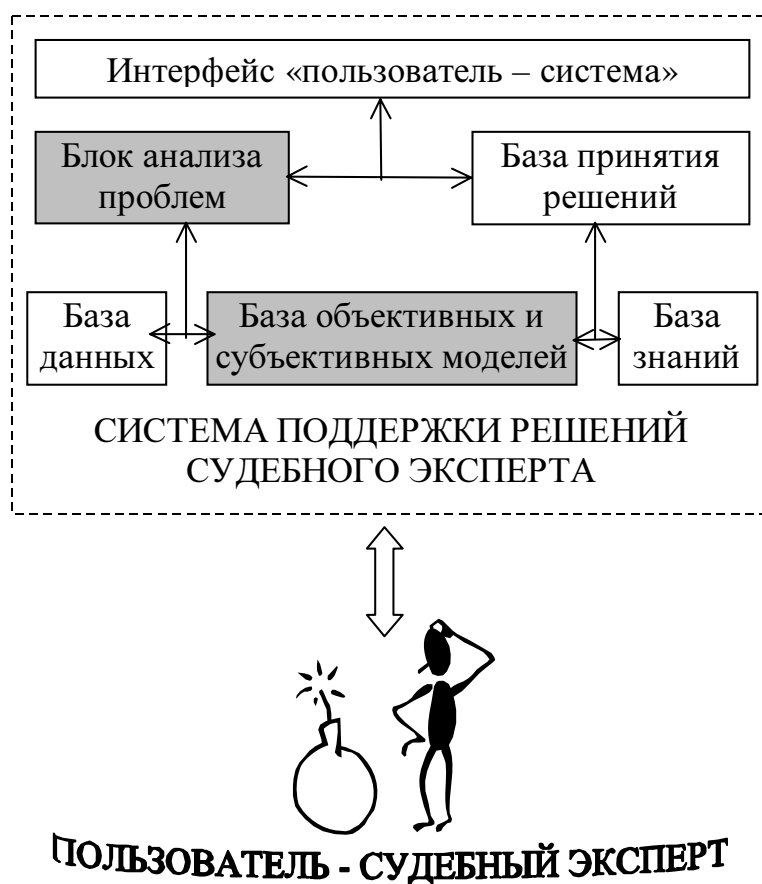 Интерфейс «пользователь – система»
Блок анализа
проблем
База принятия
решений
База
данных
База объективных и
субъективных моделей
База
знаний
СИСТЕМА ПОДДЕРЖКИ РЕШЕНИЙ
СУДЕБНОГО ЭКСПЕРТА
ПОЛЬЗОВАТЕЛЬ - СУДЕБНЫЙ ЭКСПЕРТ